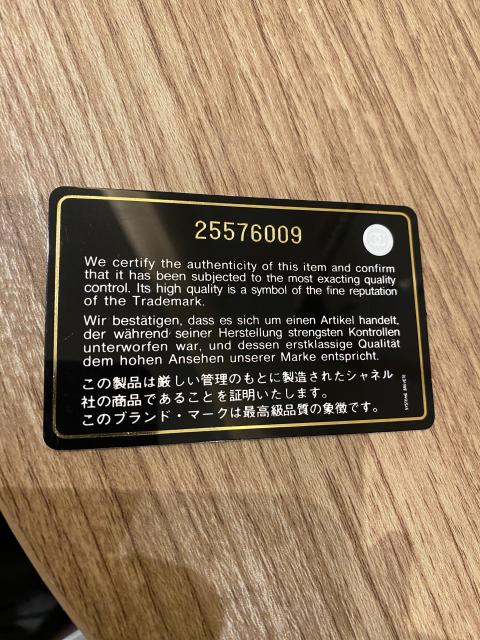 25576009
We certify the authenticity of this item and confirm
that it has been subjected to the most exacting quality
control. Its high quality is a symbol of the fine reputation
of the Trademark.
Wir bestätigen, dass es sich um einen Artikel handelt,
der während seiner Herstellung strengsten Kontrollen
unterworfen war, und dessen erstklassige Qualität
dem hohen Ansehen unserer Marke entspricht.
この製品は厳しい管理のもとに製造されたシャネル
社の商品であることを証明いたします。
このブランド・マークは最高級品質の象徴です。